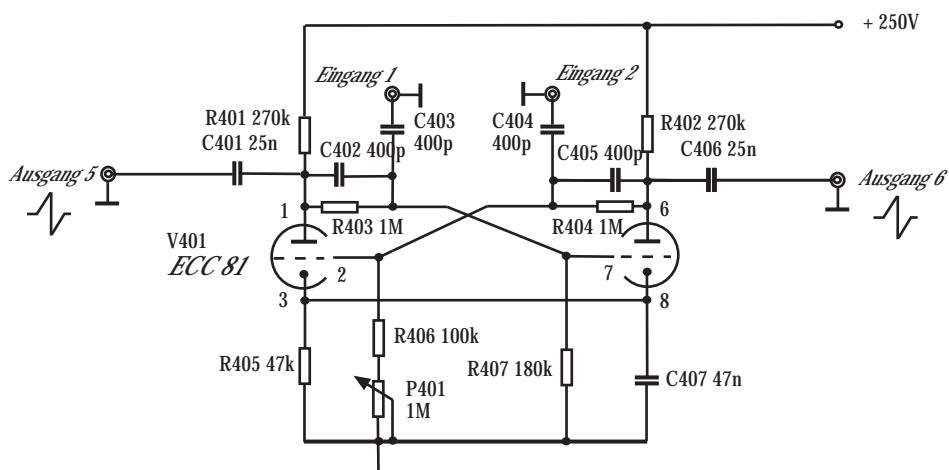 + 250V
Eingang 1
Eingang 2
R401 270k
C401 25n
C403
400p
C402 400p
C404
400p
C405 400p
R402 270k
C406 25n
Ausgang 5
Ausgang 6
1
R403 1M
R404 1M
6
V401
ECC 81
2
7
3
8
R405 47k
R406 100k
R407 180k
P401
1M
C407 47n